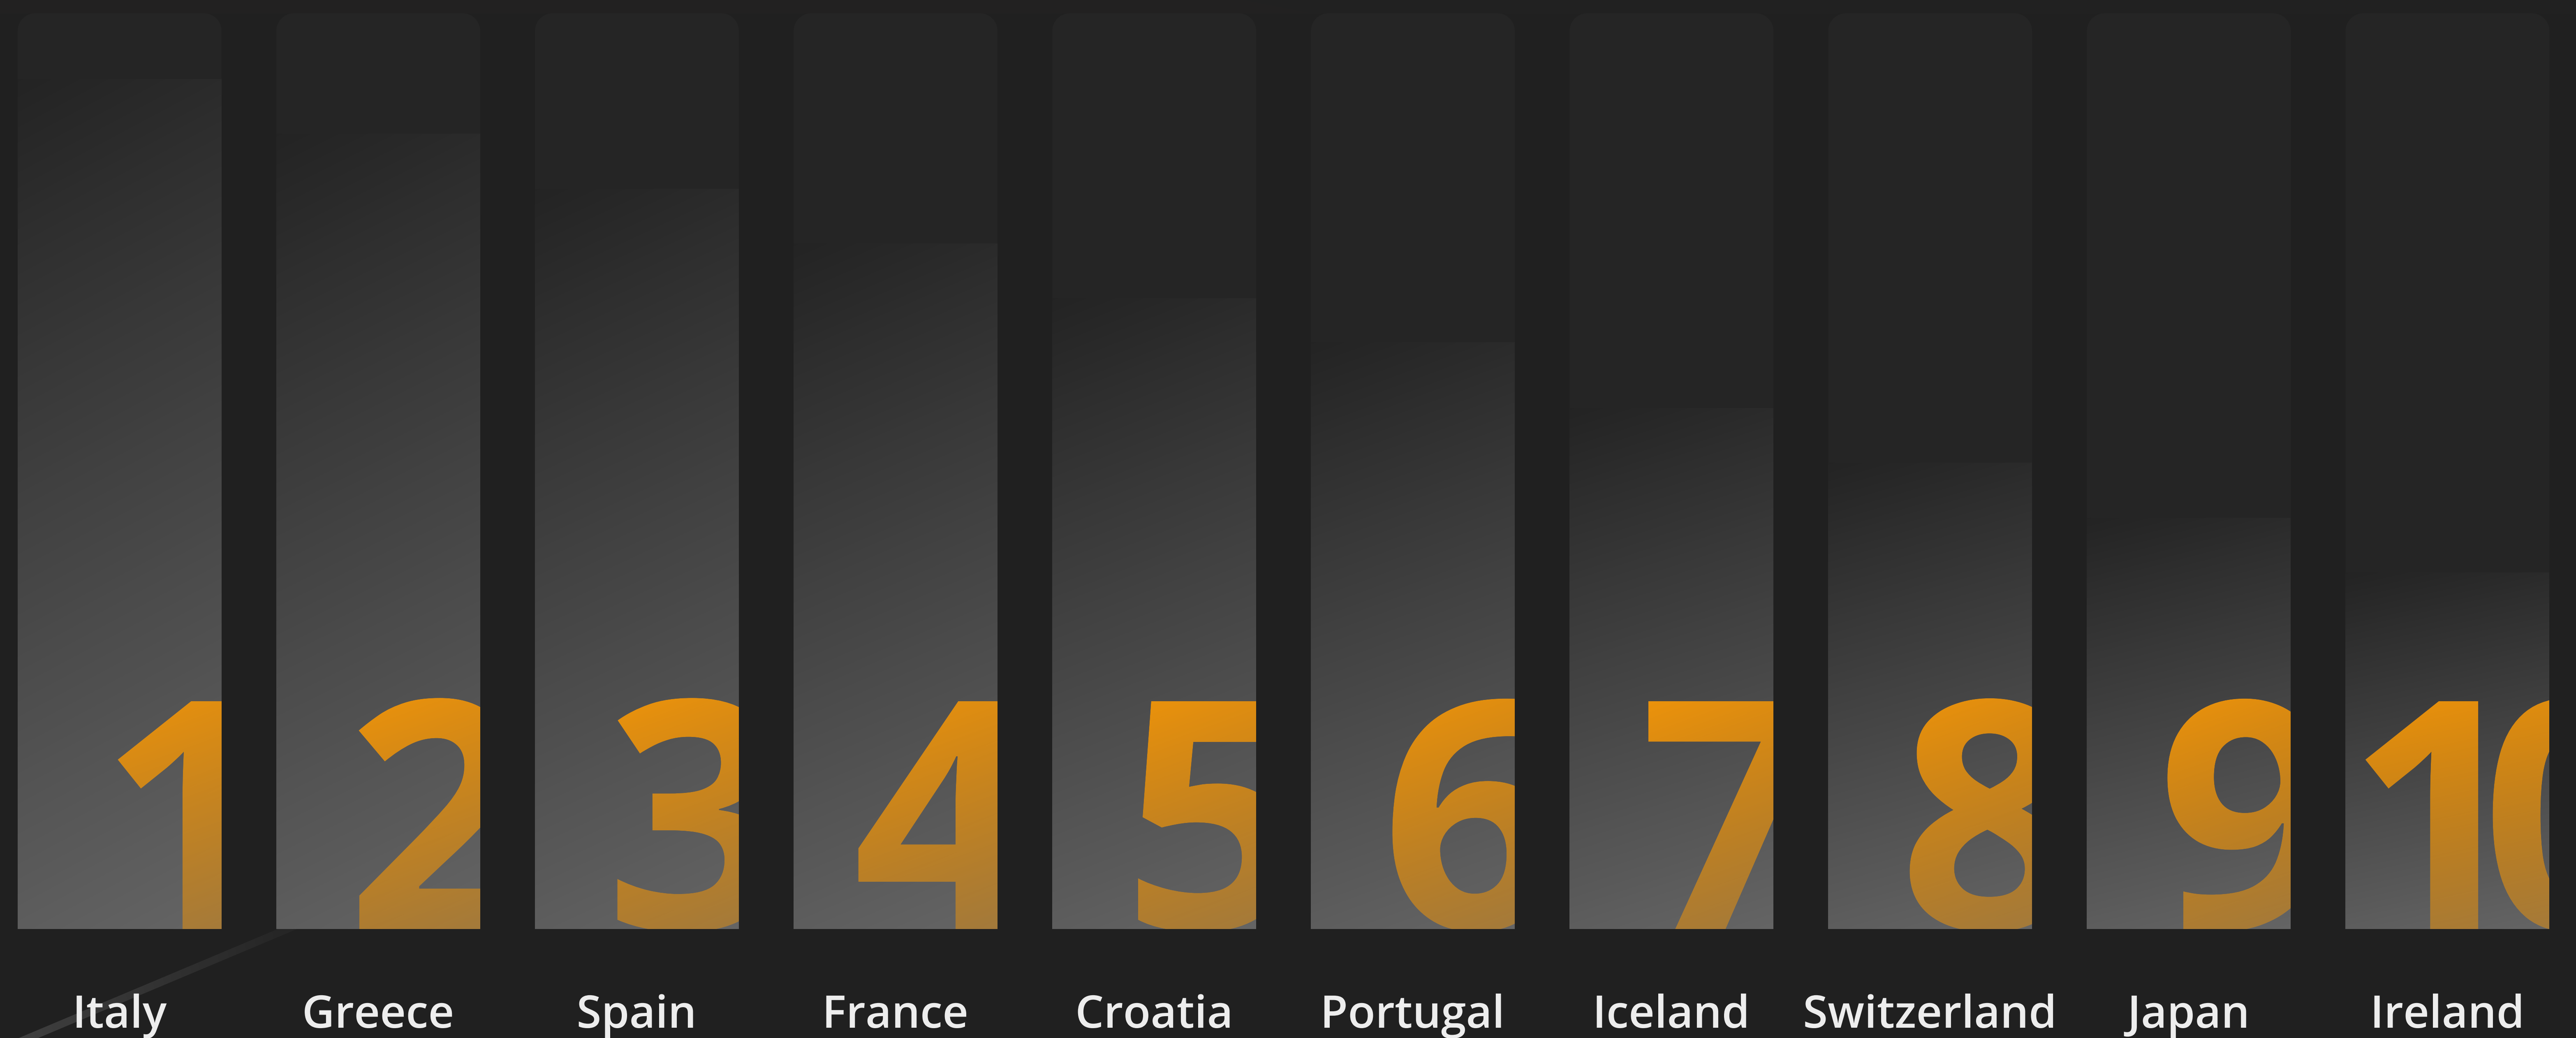 1 2 3 4 5 6 7 8 9 10
Italy Greece Spain France Croatia Portugal Iceland Switzerland Japan Ireland